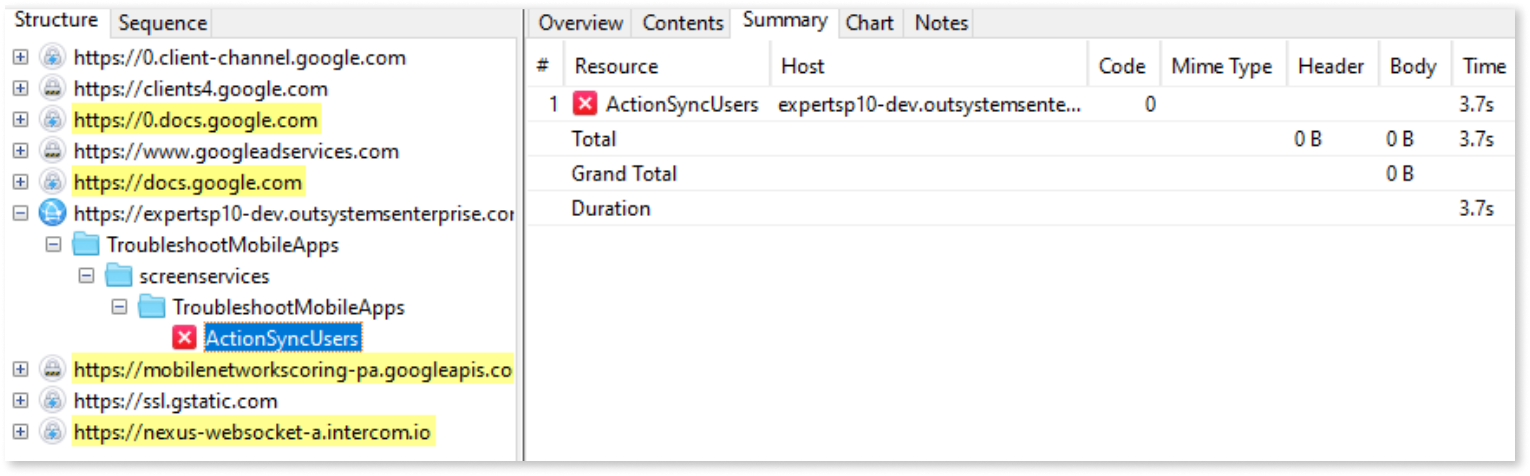 Structure Sequence
https://0.client-channel.google.com
https://clients4.google.com
https://0.docs.google.com
https://www.googleadservices.com
https://docs.google.com
https://expertsp10-dev.outsystemsenterprise.cor
TroubleshootMobileApps
screenservices
TroubleshootMobileApps
ActionSyncUsers
https://mobilenetworkscoring-pa.googleapis.co
https://ssl.gstatic.com
https://nexus-websocket-a.intercom.io
Overview Contents Summary Chart Notes
# Resource Host Code Mime Type Header Body Time
1 ActionSyncUsers expertsp10-dev.outsystemsente... 0 3.7s
Total 0 B 0 B 3.7s
Grand Total 0 B
Duration 3.7s